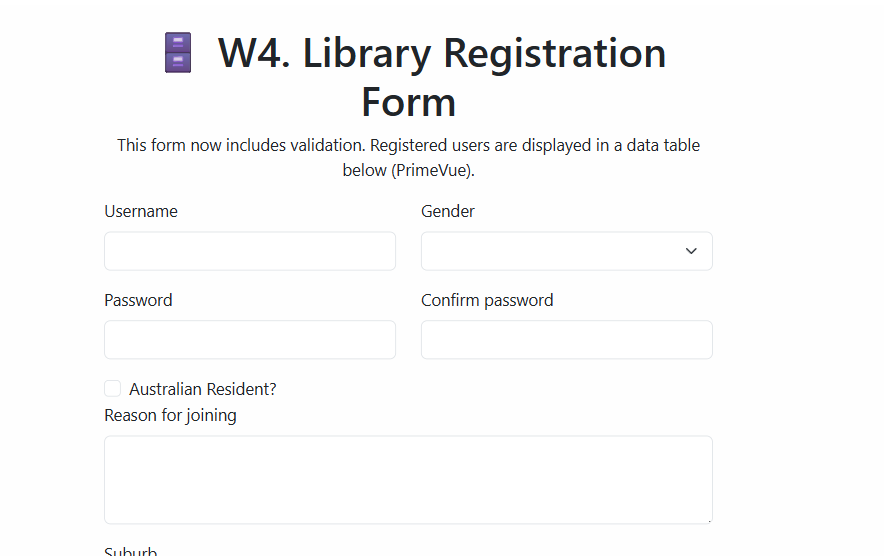 W4. Library Registration
Form
This form now includes validation. Registered users are displayed in a data table
below (PrimeVue).
Username
Gender
Password
Confirm password
Australian Resident?
Reason for joining
Suburb